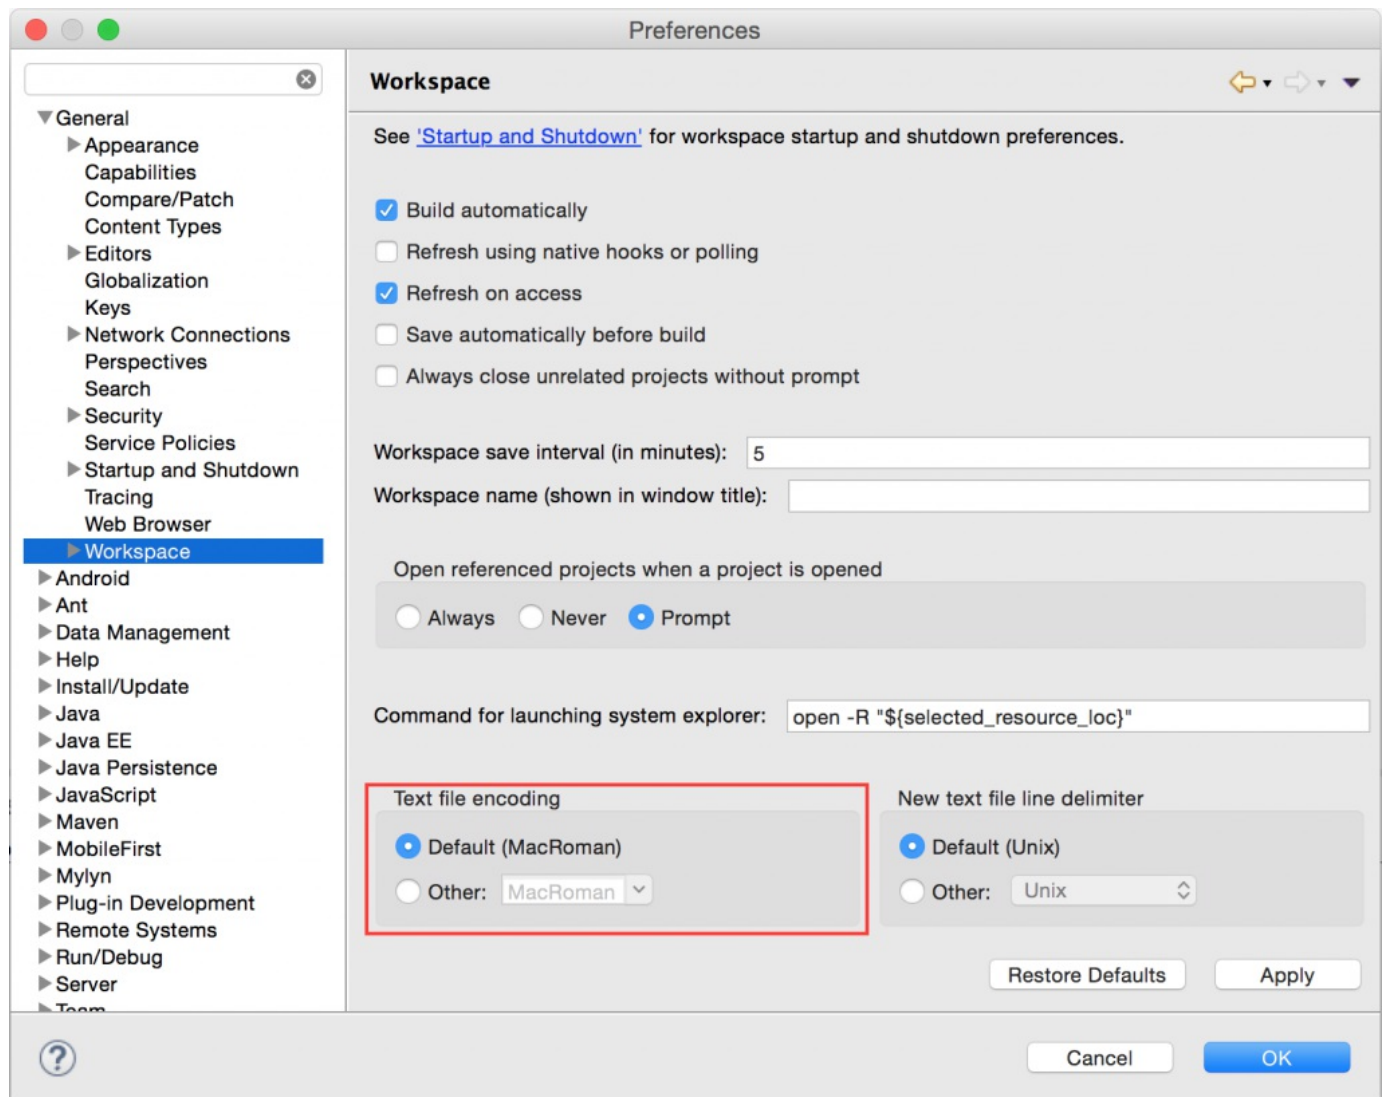 Preferences
General
Appearance
Capabilities
Compare/Patch
Content Types
Editors
Globalization
Keys
Network Connections
Perspectives
Search
Security
Service Policies
Startup and Shutdown
Tracing
Web Browser
Workspace
Android
Ant
Data Management
Help
Install/Update
Java
Java EE
Java Persistence
JavaScript
Maven
MobileFirst
Mylyn
Plug-in Development
Remote Systems
Run/Debug
Server
Team
Workspace
See 'Startup and Shutdown' for workspace startup and shutdown preferences.
Build automatically
Refresh using native hooks or polling
Refresh on access
Save automatically before build
Always close unrelated projects without prompt
Workspace save interval (in minutes): 5
Workspace name (shown in window title):
Open referenced projects when a project is opened
Always Never Prompt
Command for launching system explorer: open -R "${selected_resource_loc}"
Text file encoding
Default (MacRoman)
Other: MacRoman
New text file line delimiter
Default (Unix)
Other: Unix
Restore Defaults Apply
? Cancel OK